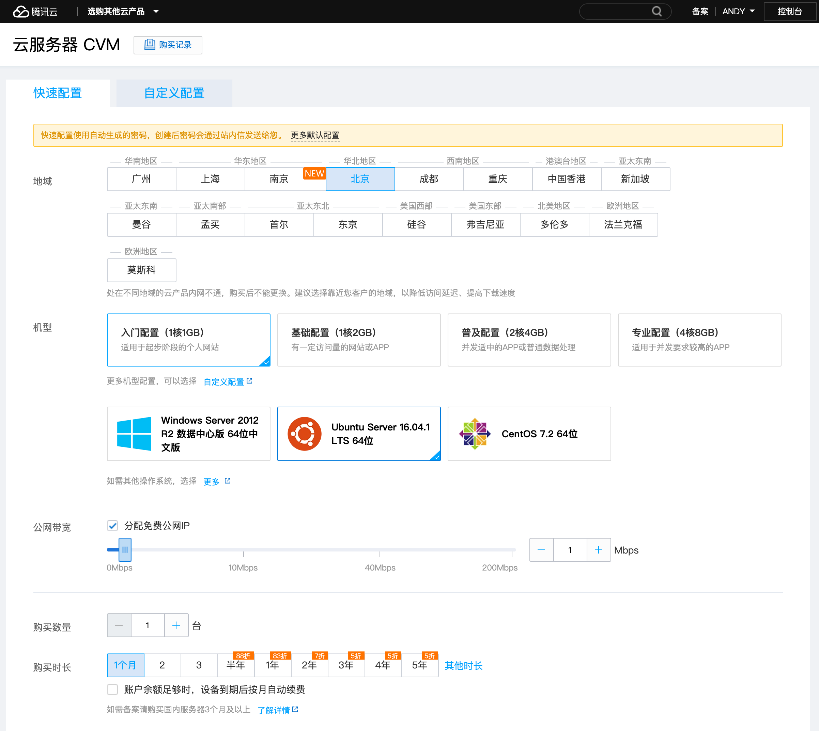 腾讯云 选购其他云产品 备案 ANDY 控制台
云服务器 CVM 购买记录
快速配置 自定义配置
快速配置使用自动生成的密码，创建后密码会通过站内信发送给您。 更多默认配置
地域
华南地区 华东地区 华北地区 西南地区 港澳台地区 亚太东南
广州 上海 南京 NEW 北京 成都 重庆 中国香港 新加坡
亚太东南 亚太南部 亚太东北 美国西部 美国东部 北美地区 欧洲地区
曼谷 孟买 首尔 东京 硅谷 弗吉尼亚 多伦多 法兰克福
欧洲地区
莫斯科
处在不同地域的云产品内网不通，购买后不能更换。建议选择靠近您客户的地域，以降低访问延迟、提高下载速度
机型
入门配置（1核1GB） 基础配置（1核2GB） 普及配置（2核4GB） 专业配置（4核8GB）
适用于起步阶段的个人网站 有一定访问量的网站或APP 并发适中的APP或普通数据处理 适用于并发要求较高的APP
更多机型配置，可以选择 自定义配置
Windows Server 2012
R2 数据中心版 64位中
文版
Ubuntu Server 16.04.1
LTS 64位
CentOS 7.2 64位
如需其他操作系统，选择 更多
公网带宽 分配免费公网IP
1 Mbps
0Mbps 10Mbps 40Mbps 200Mbps
购买数量 1 台
88折 83折 7折 5折 5折 5折
购买时长 1个月 2 3 半年 1年 2年 3年 4年 5年 其他时长
账户余额足够时，设备到期后按月自动续费
如需备案请购买区内服务器3个月及以上 了解详情